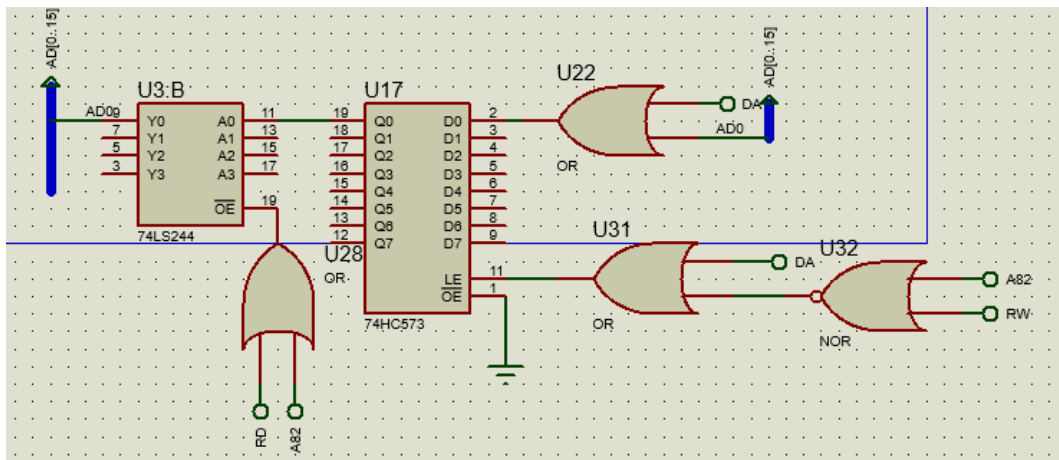 AD[0..15]
U3:B
AD0
9
7
5
3
Y0
Y1
Y2
Y3
A0
A1
A2
A3
OE
11
13
15
17
19
74LS244
U28
OR
RD
A82
U17
19
18
17
16
15
14
13
12
Q0
Q1
Q2
Q3
Q4
Q5
Q6
Q7
D0
D1
D2
D3
D4
D5
D6
D7
LE
OE
2
3
4
5
6
7
8
9
11
1
74HC573
U22
OR
DA
AD0
AD[0..15]
U31
OR
DA
U32
NOR
A82
RW